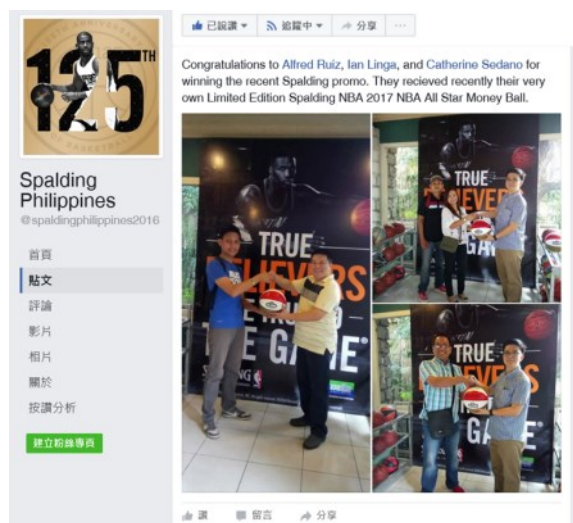 已說讚
追蹤中
分享
Congratulations to Alfred Ruiz, Ian Linga, and Catherine Sedano for
winning the recent Spalding promo. They recieved recently their very
own Limited Edition Spalding NBA 2017 NBA All Star Money Ball.
125TH
Spalding
Philippines
@spaldingphilippines2016
首頁
貼文
評論
影片
相片
關於
按讚分析
建立粉絲專頁
TRUE
BELIEVERS
E GAME®
TRUE
GAME
TRUE
讚
留言
分享